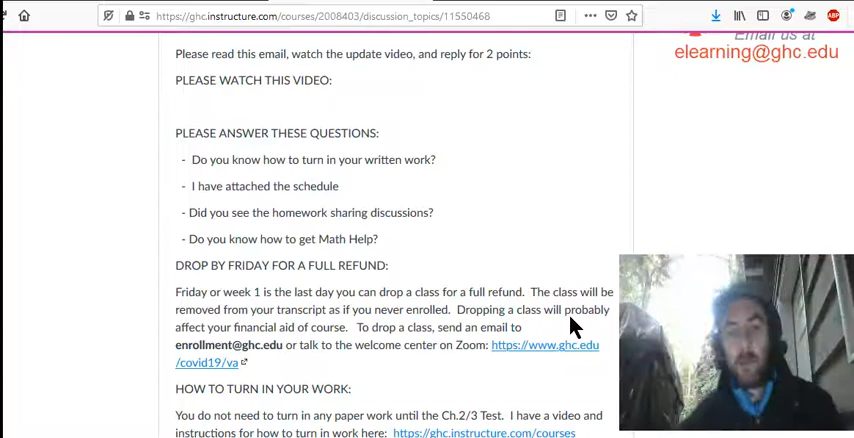 https://ghc.instructure.com/courses/2008403/discussion_topics/11550468
ABP
Email us at
elearning@ghc.edu
Please read this email, watch the update video, and reply for 2 points:
PLEASE WATCH THIS VIDEO:
PLEASE ANSWER THESE QUESTIONS:
- Do you know how to turn in your written work?
- I have attached the schedule
- Did you see the homework sharing discussions?
- Do you know how to get Math Help?
DROP BY FRIDAY FOR A FULL REFUND:
Friday or week 1 is the last day you can drop a class for a full refund. The class will be
removed from your transcript as if you never enrolled. Dropping a class will probably
affect your financial aid of course. To drop a class, send an email to
enrollment@ghc.edu or talk to the welcome center on Zoom: https://www.ghc.edu
/covid19/va
HOW TO TURN IN YOUR WORK:
You do not need to turn in any paper work until the Ch.2/3 Test. I have a video and
instructions for how to turn in work here: https://ghc.instructure.com/courses